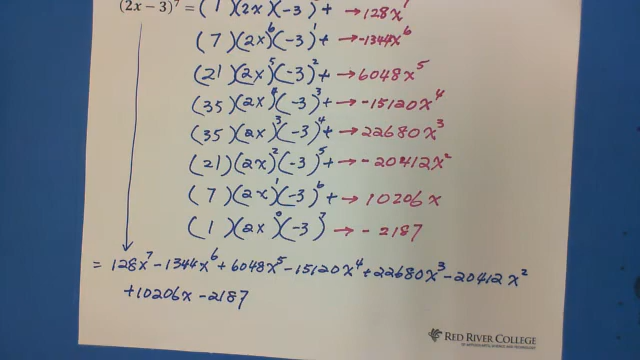 (2x-3)⁷ = (1)(2x)(-3) + → 128x⁷
(7)(2x)⁶(-3)¹ + → -1344x⁶
(21)(2x)⁵(-3)² + → 6048x⁵
(35)(2x)⁴(-3)³ + → -15120x⁴
(35)(2x)³(-3)⁴ + → 22680x³
(21)(2x)²(-3)⁵ + → -20412x²
(7)(2x)¹(-3)⁶ + → 10206x
(1)(2x)⁰(-3)⁷ → -2187
= 128x⁷ - 1344x⁶ + 6048x⁵ - 15120x⁴ + 22680x³ - 20412x²
+10206x - 2187
RED RIVER COLLEGE